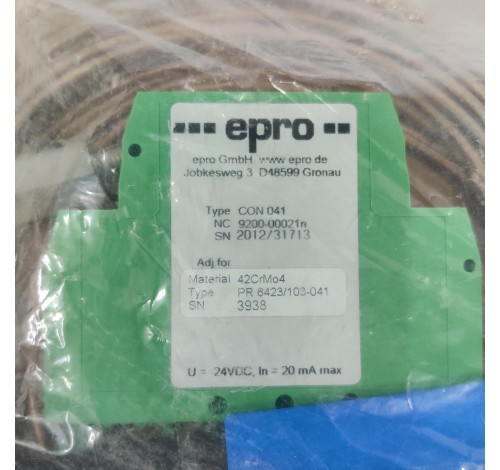 epro
epro GmbH www epro de
Jobkesweg 3 D48599 Gronau
Type CON 041
NC 9200-00021n
SN 2012/31713
Adj.for
Material 42CrMo4
Type PR 6423/103-041
SN 3938
U = 24VDC, In = 20 mA max